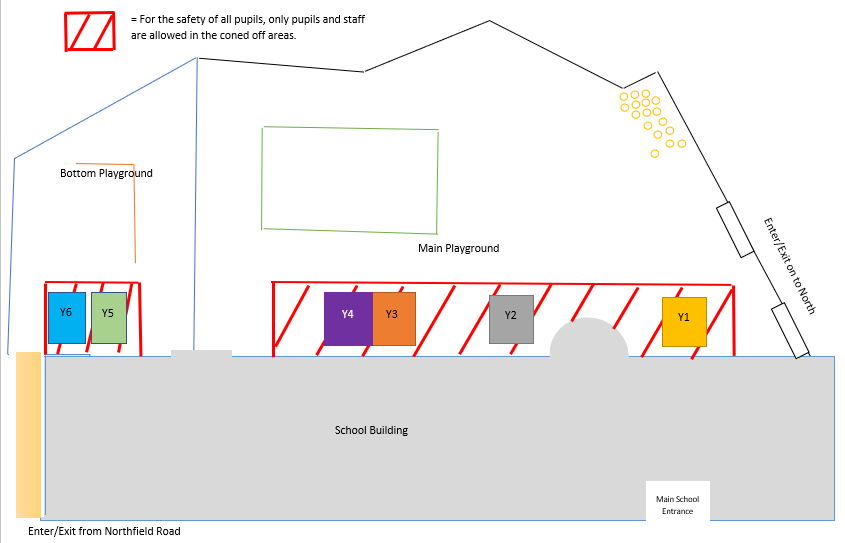 = For the safety of all pupils, only pupils and staff
are allowed in the coned off areas.
Bottom Playground
Main Playground
Enter/Exit on to North
Y6
Y5
Y4
Y3
Y2
Y1
School Building
Main School
Entrance
Enter/Exit from Northfield Road